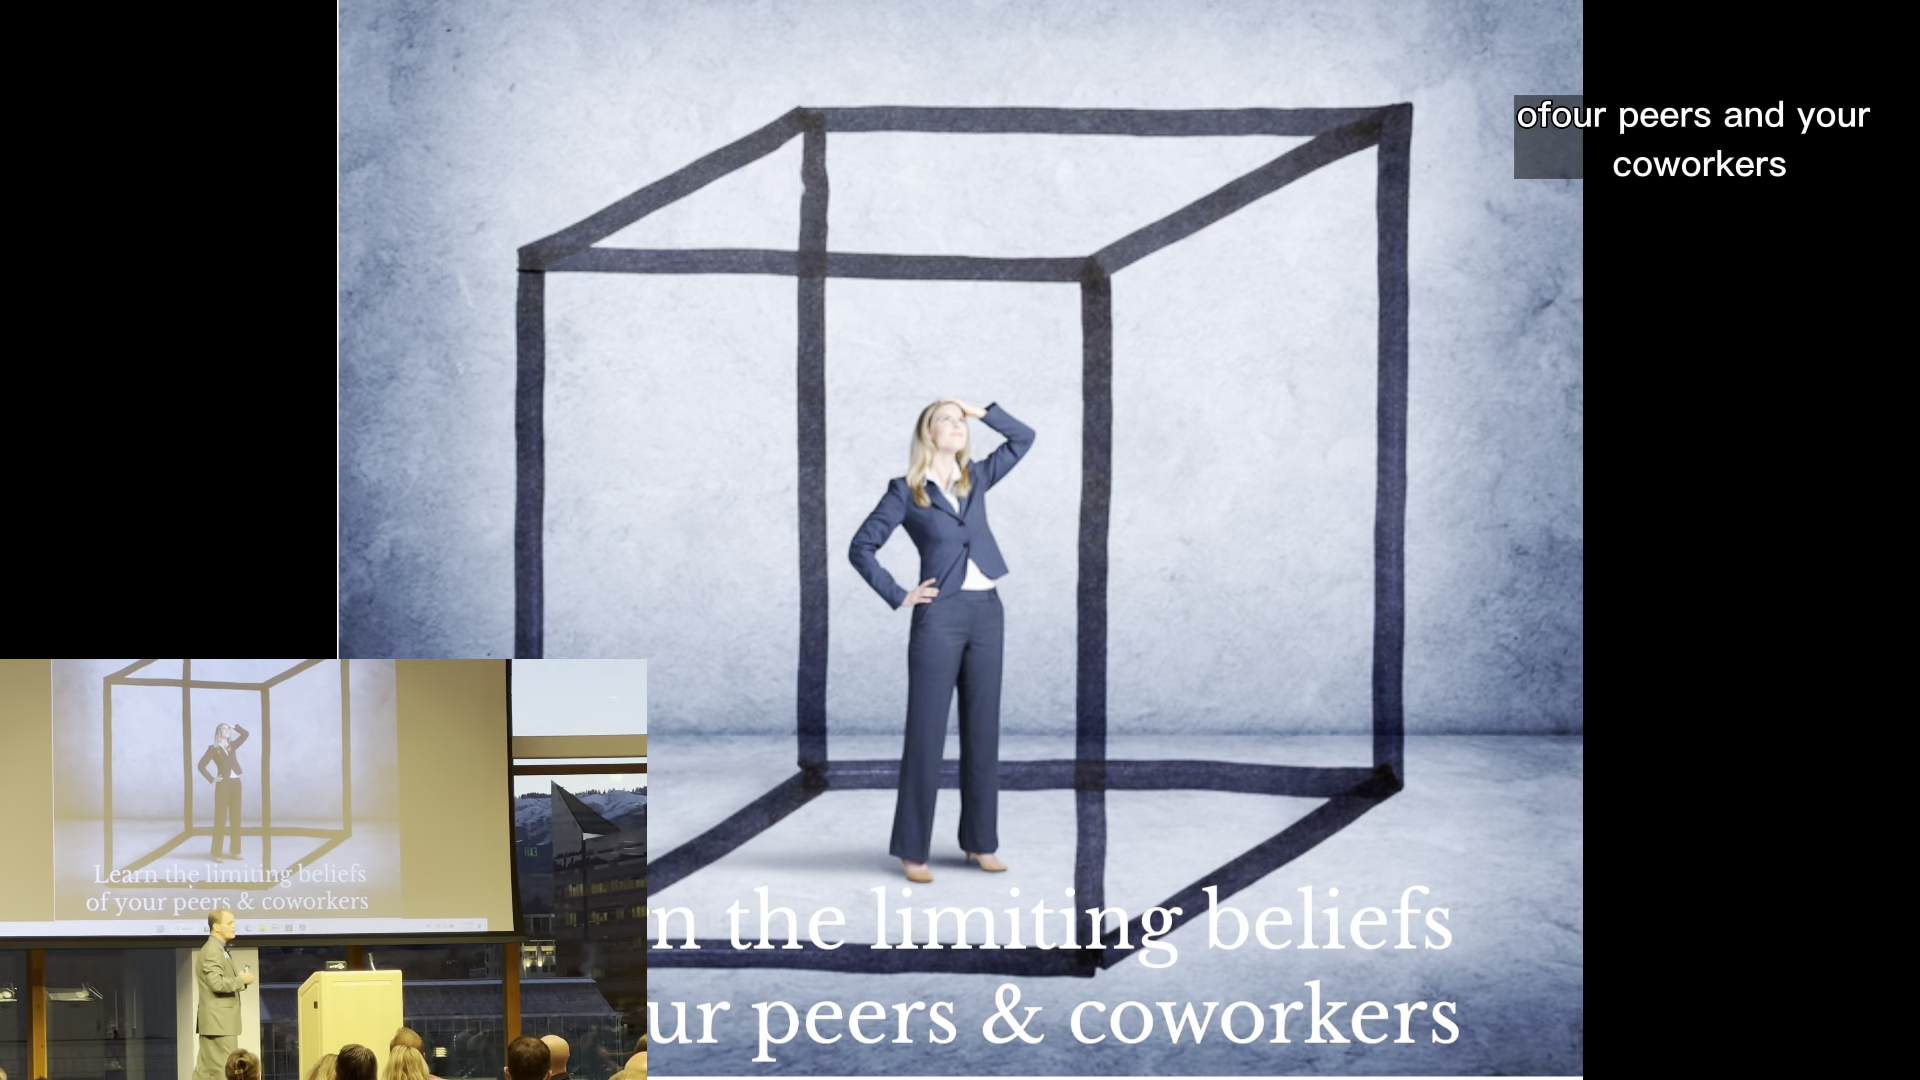 ofour peers and your
coworkers
n the limiting beliefs
ur peers & coworkers
Learn the limiting beliefs
of your peers & coworkers